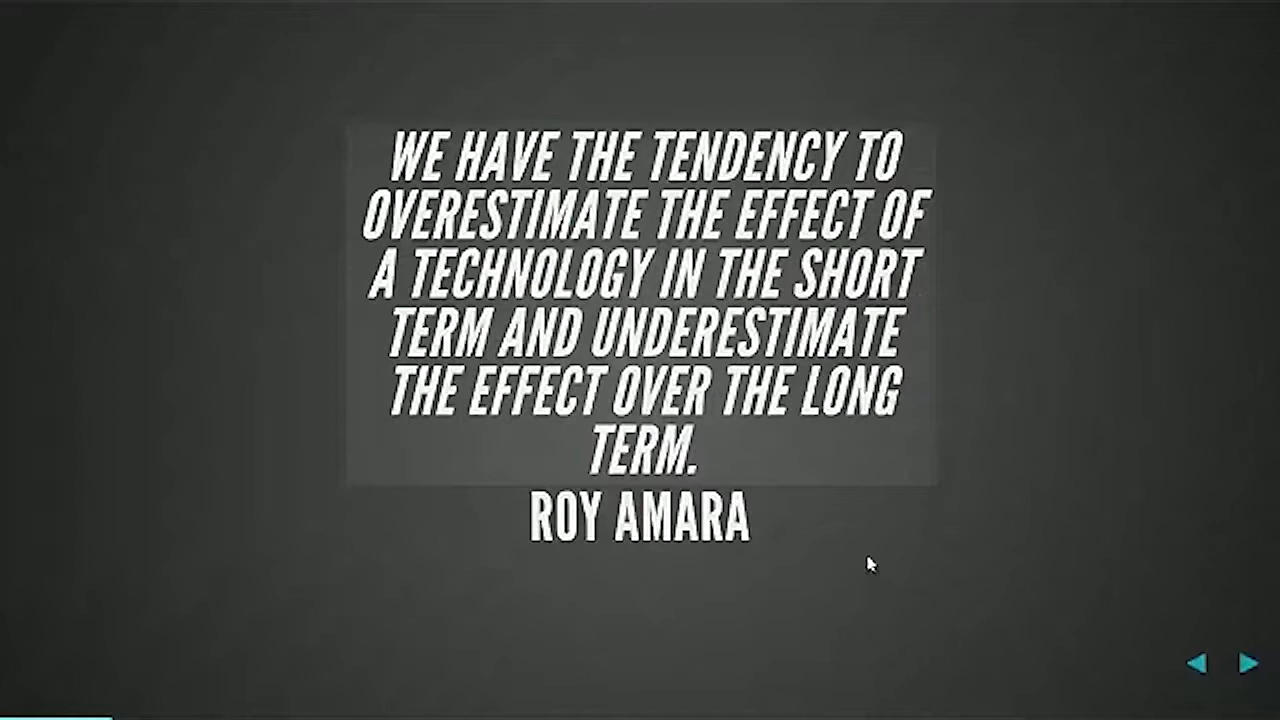 WE HAVE THE TENDENCY TO
OVERESTIMATE THE EFFECT OF
A TECHNOLOGY IN THE SHORT
TERM AND UNDERESTIMATE
THE EFFECT OVER THE LONG
TERM.
ROY AMARA